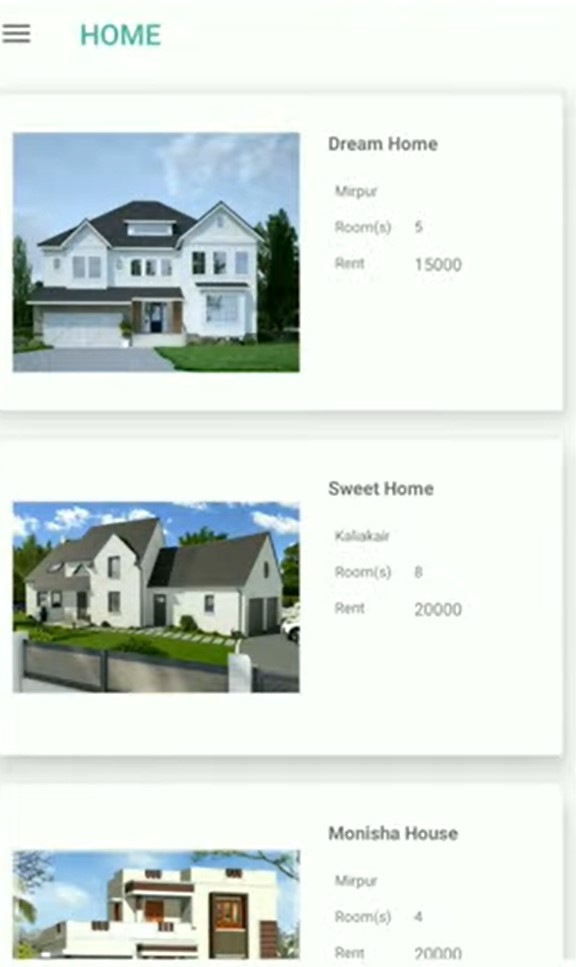 HOME
Dream Home
Mirpur
Room(s) 5
Rent 15000
Sweet Home
Kaliakair
Room(s) 8
Rent 20000
Monisha House
Mirpur
Room(s) 4
Rent 20000